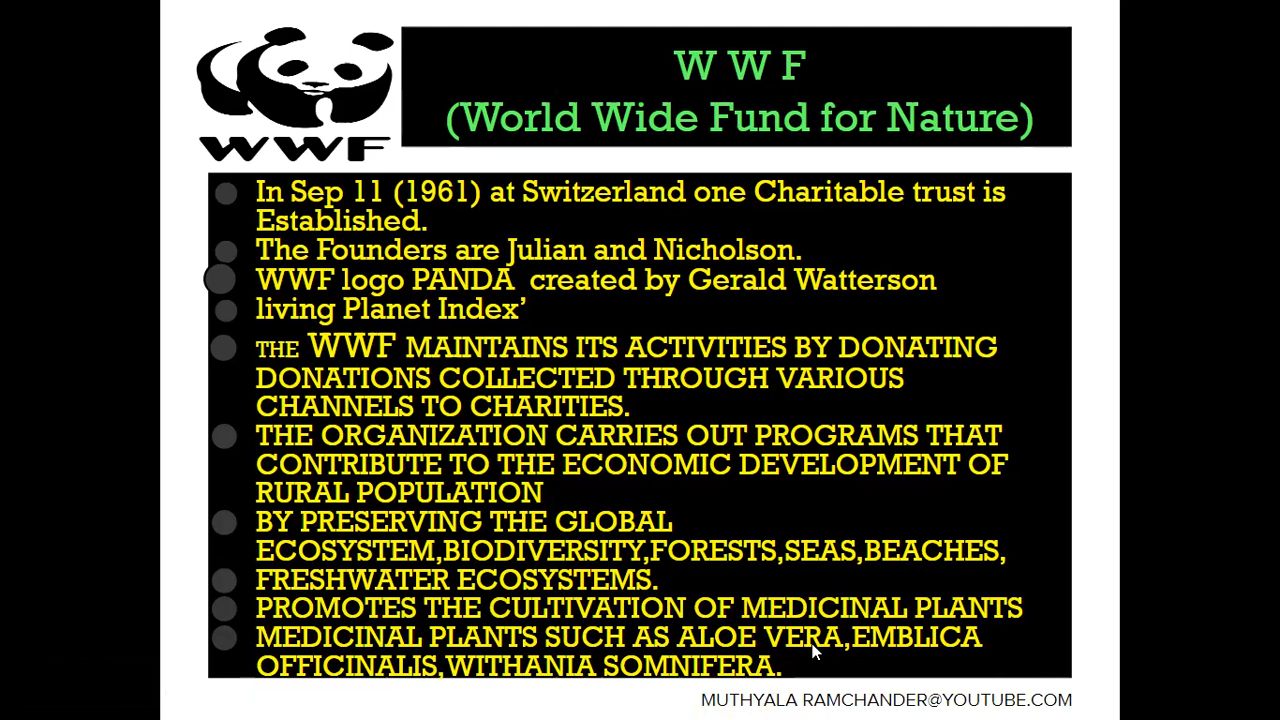 WWF
W W F
(World Wide Fund for Nature)
In Sep 11 (1961) at Switzerland one Charitable trust is
Established.
The Founders are Julian and Nicholson.
WWF logo PANDA created by Gerald Watterson
living Planet Index’
THE WWF MAINTAINS ITS ACTIVITIES BY DONATING
DONATIONS COLLECTED THROUGH VARIOUS
CHANNELS TO CHARITIES.
THE ORGANIZATION CARRIES OUT PROGRAMS THAT
CONTRIBUTE TO THE ECONOMIC DEVELOPMENT OF
RURAL POPULATION
BY PRESERVING THE GLOBAL
ECOSYSTEM,BIODIVERSITY,FORESTS,SEAS,BEACHES,
FRESHWATER ECOSYSTEMS.
PROMOTES THE CULTIVATION OF MEDICINAL PLANTS
MEDICINAL PLANTS SUCH AS ALOE VERA,EMBLICA
OFFICINALIS,WITHANIA SOMNIFERA.
MUTHYALA RAMCHANDER@YOUTUBE.COM